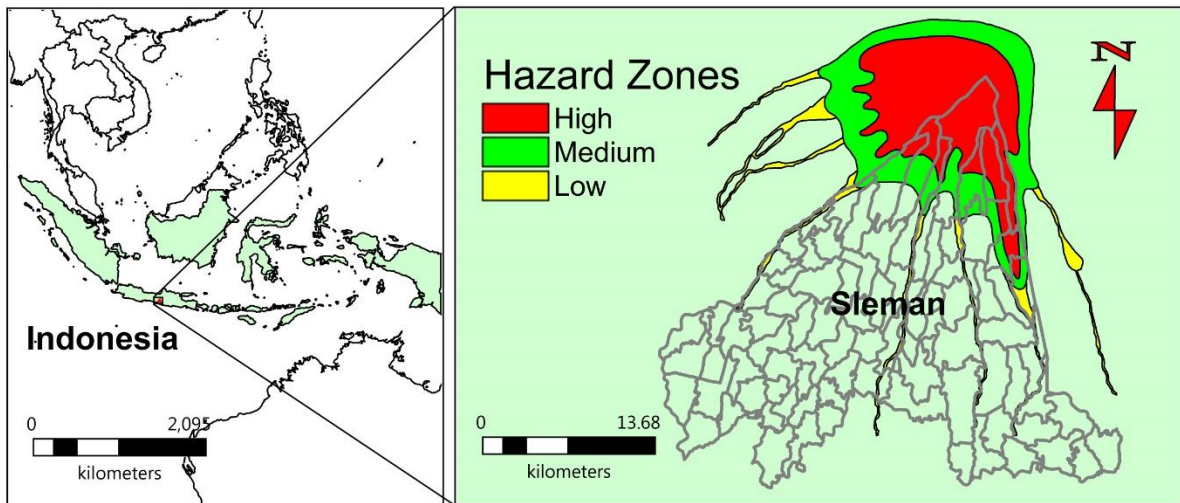 Indonesia
0
2,095
kilometers
Hazard Zones
High
Medium
Low
N
Sleman
0
13.68
kilometers